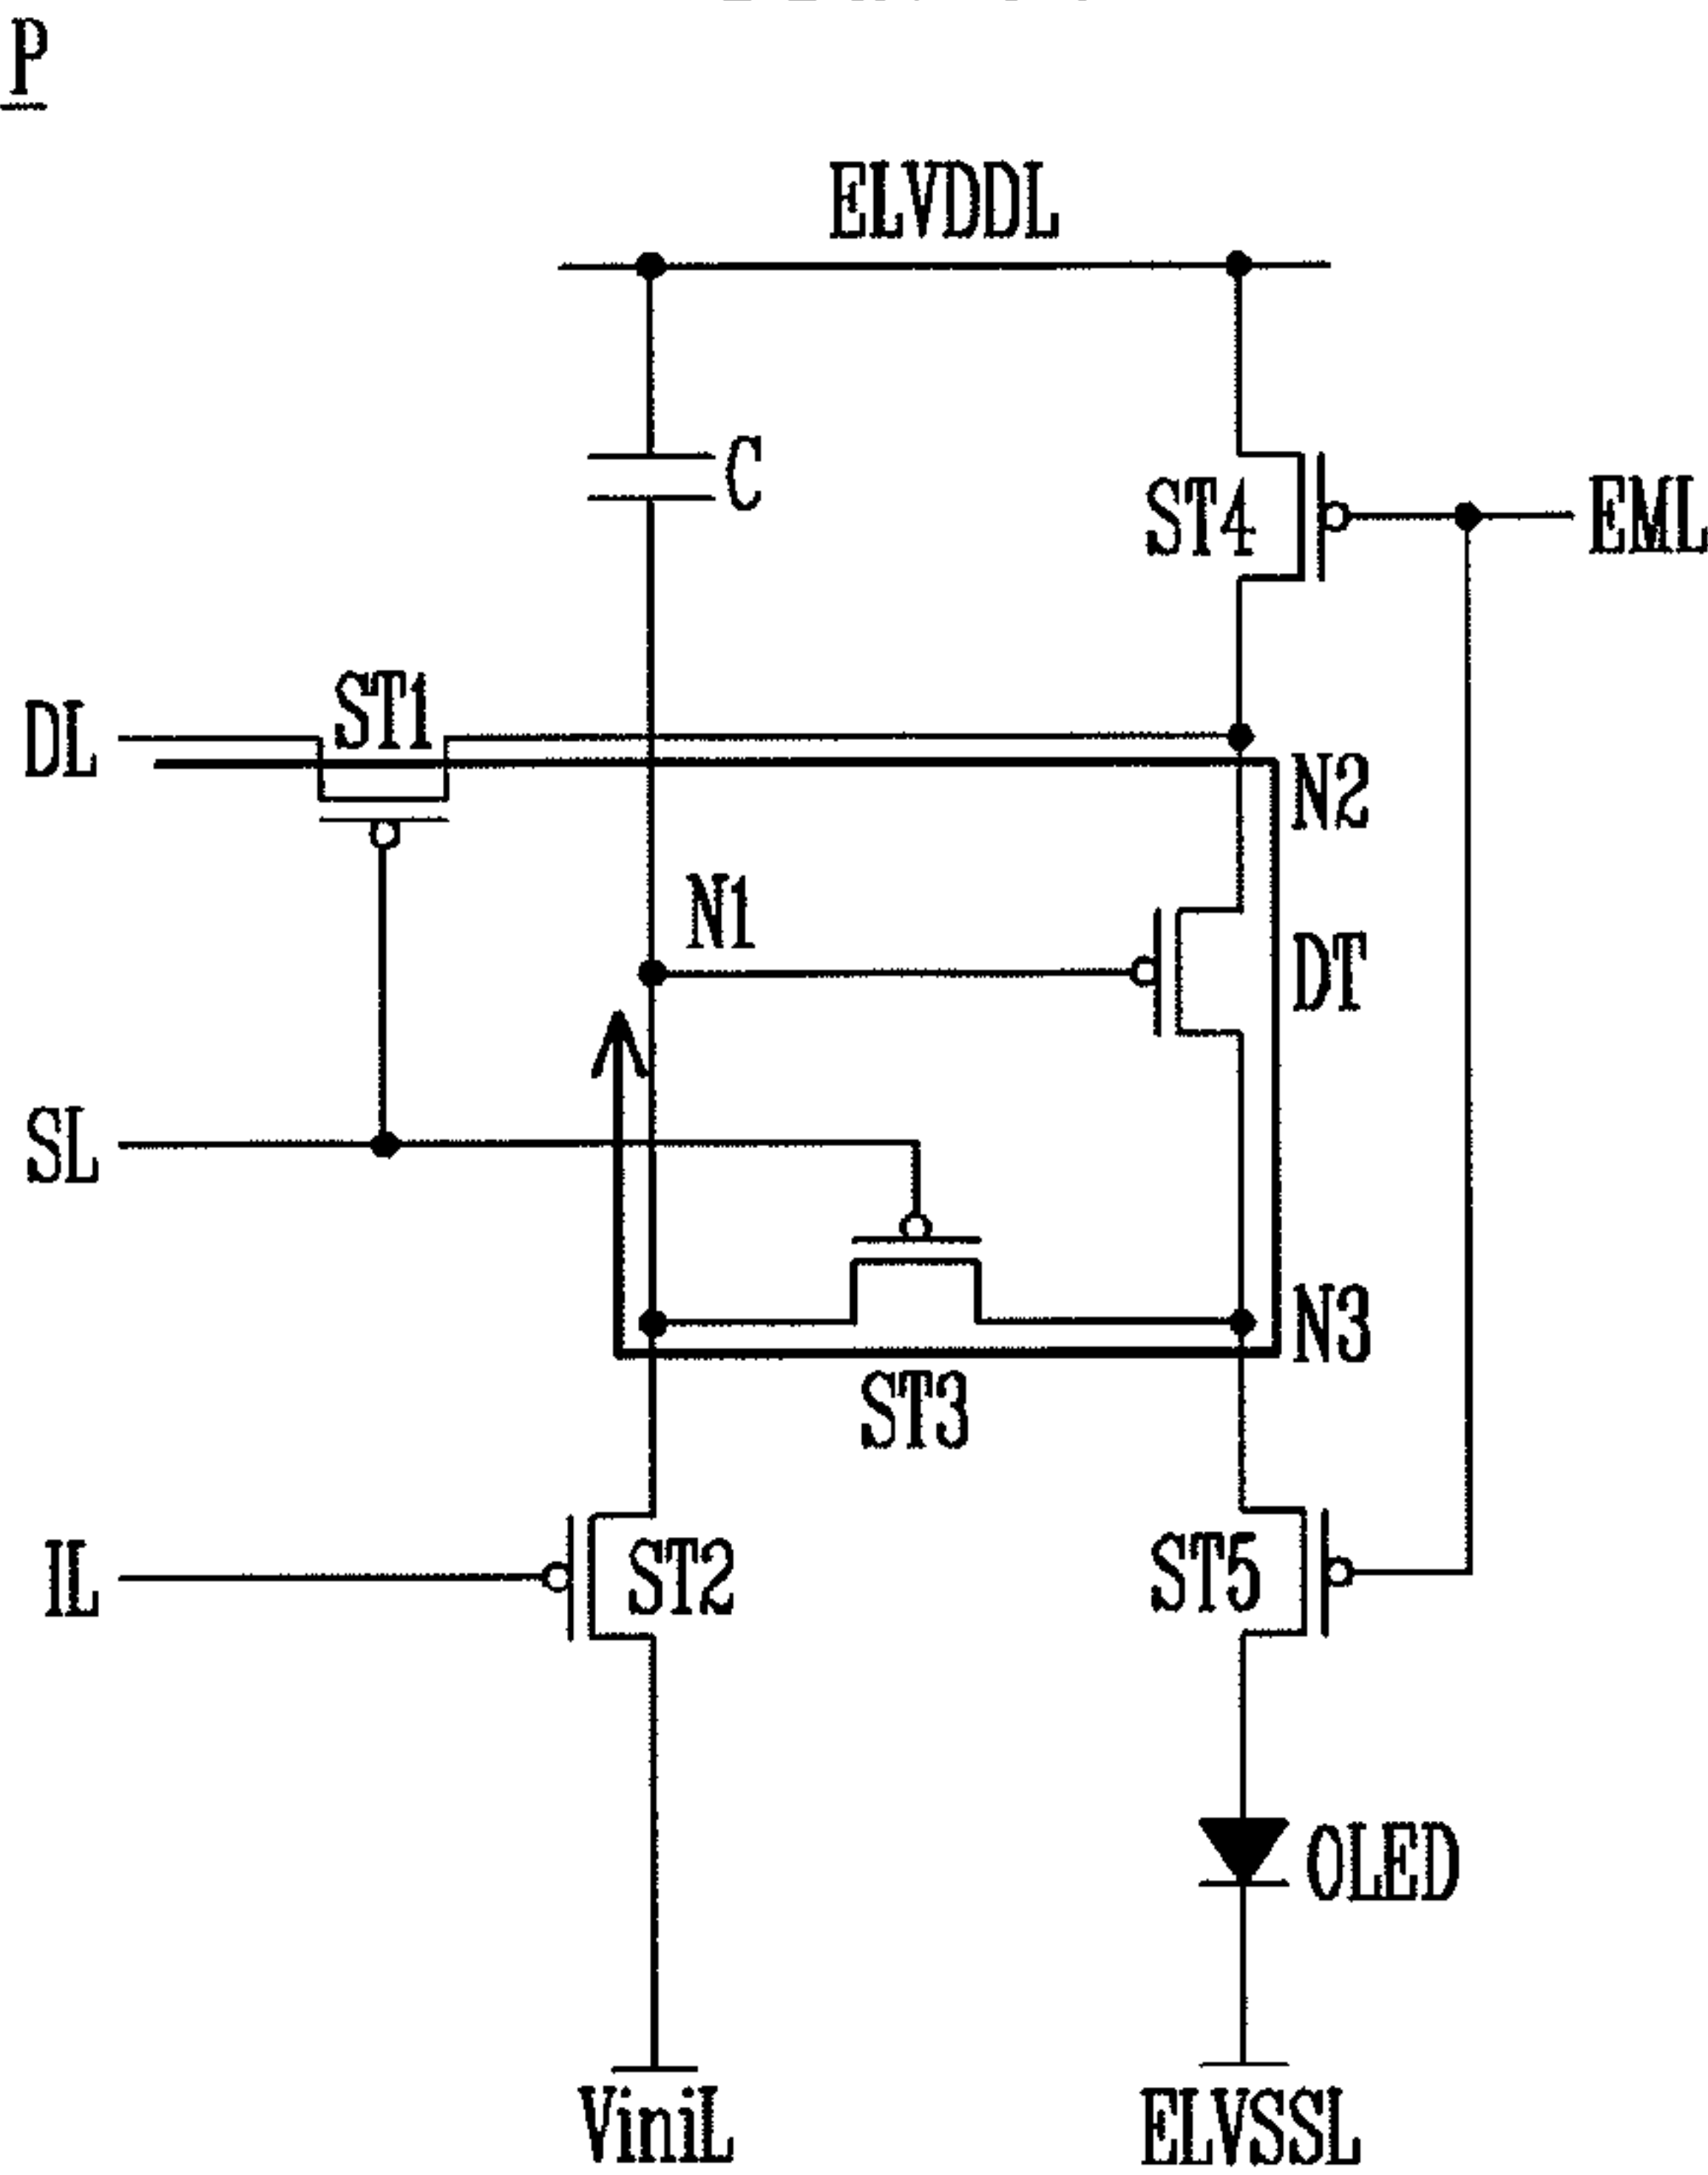 P
ELVDDL
C
ST4
EML
DL
ST1
N2
N1
DT
SL
N3
ST3
IL
ST2
ST5
OLED
ViniL
ELVSSL